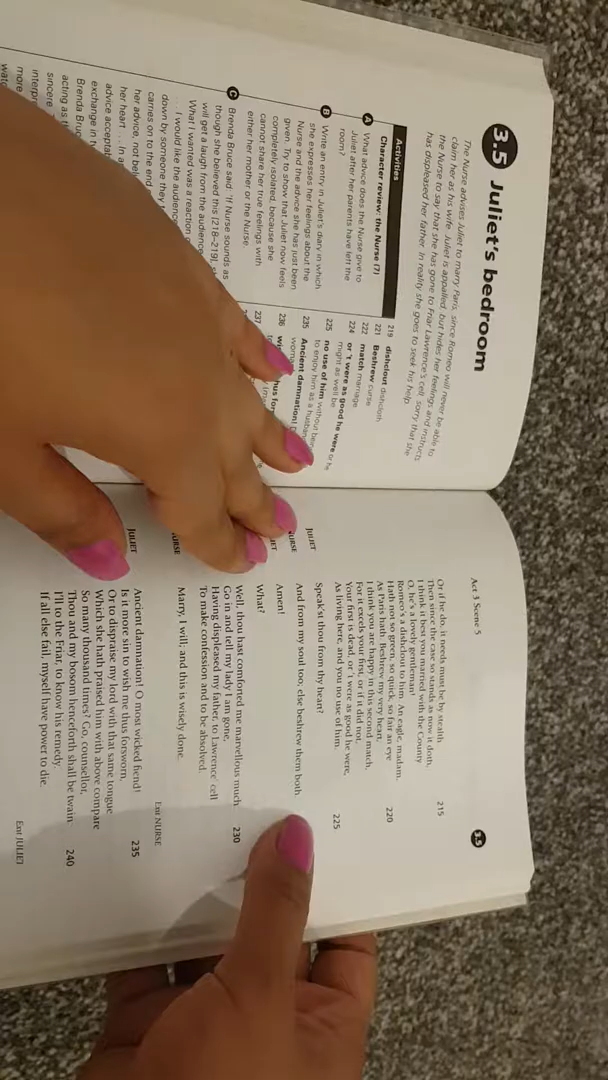 3.5 Juliet's bedroom
The Nurse advises Juliet to marry Paris, since Romeo will never be able to
claim her as his wife. Juliet is appalled, but hides her feelings and instructs
the Nurse to say that she has gone to Friar Lawrence's cell, sorry that she
has displeased her father. In reality she goes to seek his help.
Activities
Character review: the Nurse (7)
A What advice does the Nurse give to
Juliet after her parents have left the
room?
B Write an entry in Juliet's diary in which
she expresses her feelings about the
Nurse and the advice she has just been
given. Try to show that Juliet now feels
completely isolated, because she
cannot share her true feelings with
either her mother or the Nurse.
C Brenda Bruce said: 'If Nurse sounds as
though she believed this [218–219],
will get a laugh from the audience
What I wanted was a reaction
... I would like the audience
down by someone they
carries on to the end
her advice, not
her heart ... In
advice
exchange in
Brenda Bruce
acting as
sincere
more
219 dishclout dishcloth
221 Beshrew curse
222 match marriage
224 or 't were as good he were or he
might as well be
225 no use of him without being
to enjoy him as a husband
235 Ancient damnation!
236
237
Act 3 Scene 5
3.5
Or if he do, it needs must be by stealth.
Then since the case so stands as now it doth, 215
I think it best you married with the County.
O, he's a lovely gentleman!
Romeo's a dishclout to him. An eagle, madam,
Hath not so green, so quick, so fair an eye
As Paris hath. Beshrew my very heart, 220
I think you are happy in this second match,
For it excels your first, or if it did not,
Your first is dead, or 't were as good he were,
As living here, and you no use of him.
JULIET Speak'st thou from thy heart? 225
NURSE And from my soul too, else beshrew them both.
Amen!
What?
Well, thou hast comforted me marvellous much.
Go in and tell my lady I am gone, 230
Having displeased my father, to Lawrence' cell
To make confession and to be absolved.
NURSE Marry, I will; and this is wisely done.
Exit NURSE
JULIET Ancient damnation! O most wicked fiend! 235
Is it more sin to wish me thus forsworn,
Or to dispraise my lord with that same tongue
Which she hath praised him with above compare
So many thousand times? Go, counsellor,
Thou and my bosom henceforth shall be twain. 240
I'll to the Friar, to know his remedy.
If all else fail, myself have power to die.
Exit JULIET